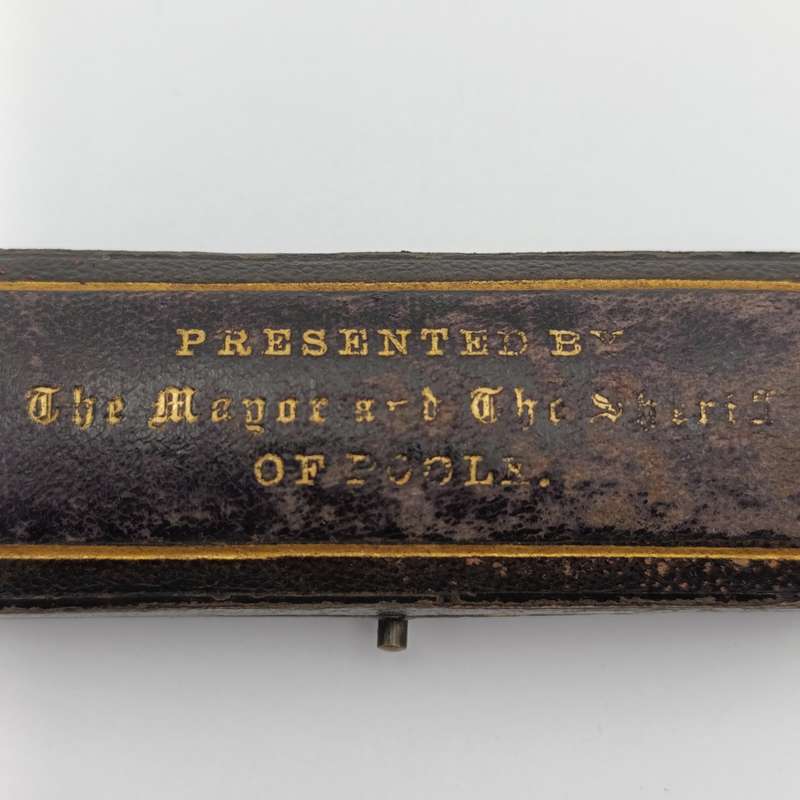 PRESENTED BY
The Mayor and The Sheriff
OF POOLE.